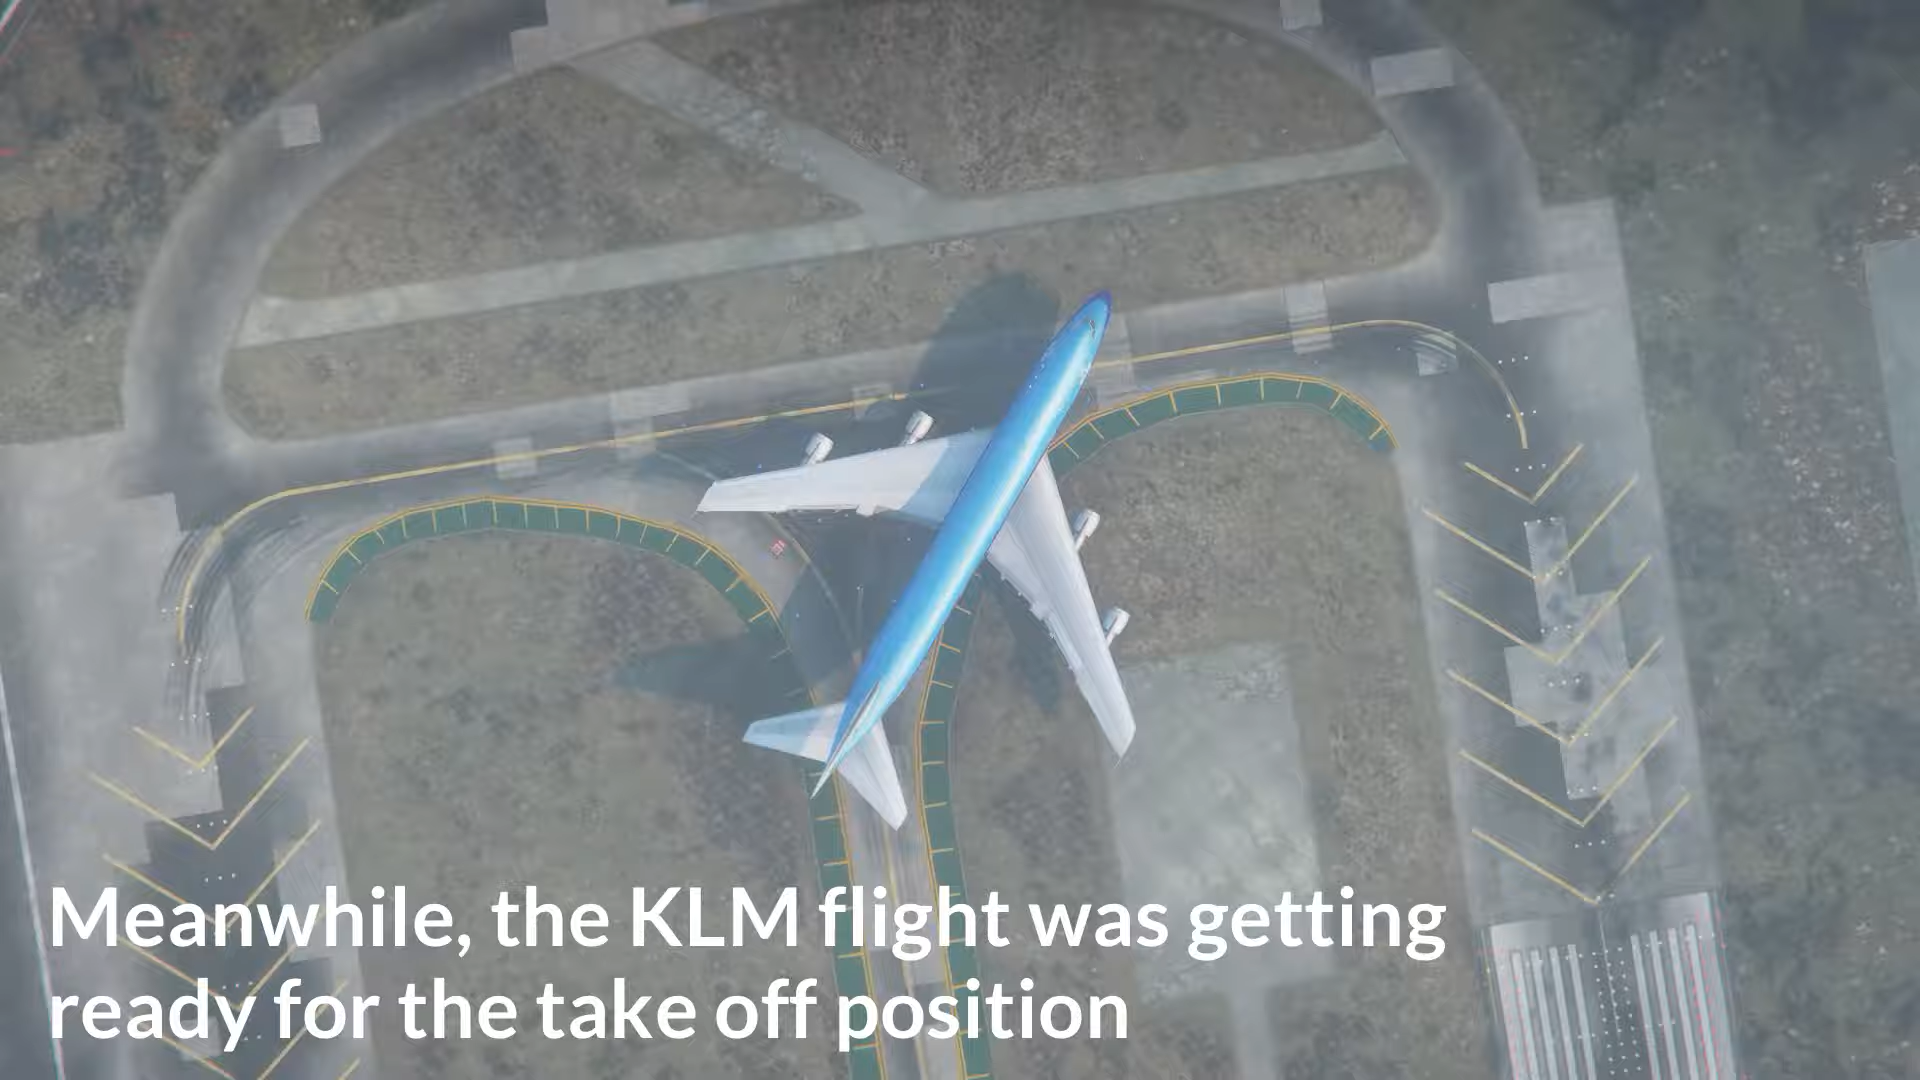 Meanwhile, the KLM flight was getting
ready for the take off position